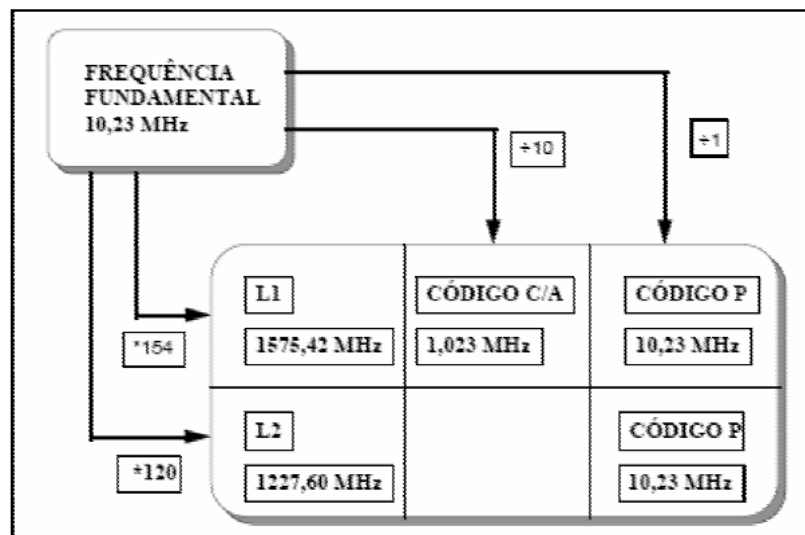 FREQUÊNCIA
FUNDAMENTAL
10,23 MHz
÷10
÷1
L1
CÓDIGO C/A
CÓDIGO P
1575,42 MHz
1,023 MHz
10,23 MHz
*154
L2
CÓDIGO P
*120
1227,60 MHz
10,23 MHz